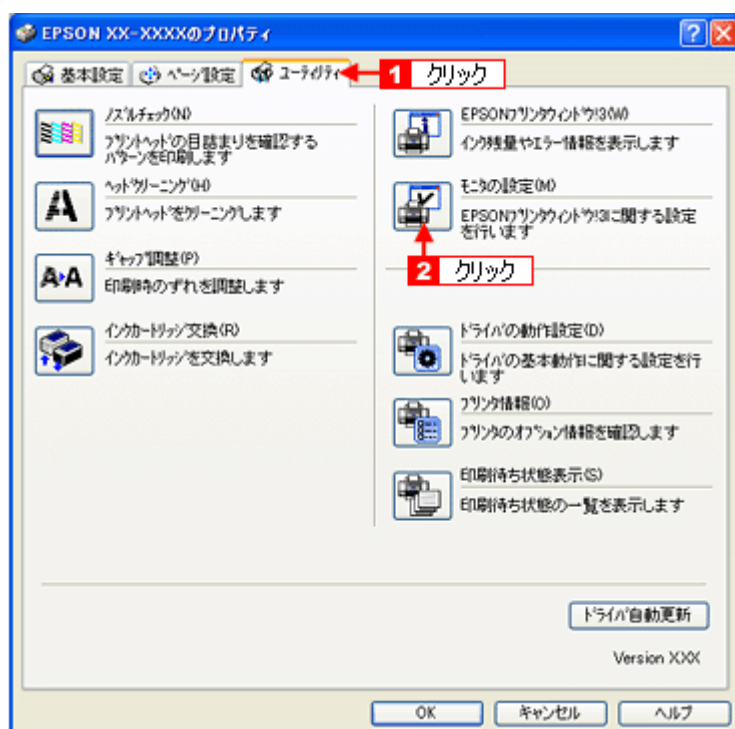 EPSON XX-XXXXのプロパティ
基本設定 ページ設定 ユーティリティ
1 クリック
ノズルチェック(N)
プリントヘッドの目詰まりを確認する
パターンを印刷します
ヘッドクリーニング(H)
プリントヘッドをクリーニングします
ギャップ調整(P)
印刷時のずれを調整します
インクカートリッジ交換(R)
インクカートリッジを交換します
EPSONプリンタウィンドウ!3(W)
インク残量やエラー情報を表示します
モニタの設定(M)
EPSONプリンタウィンドウ!3に関する設定
を行います
2 クリック
ドライバの動作設定(D)
ドライバの基本動作に関する設定を行
います
プリンタ情報(O)
プリンタのオプション情報を確認します
印刷待ち状態表示(S)
印刷待ち状態の一覧を表示します
ドライバ自動更新
Version XXX
OK キャンセル ヘルプ